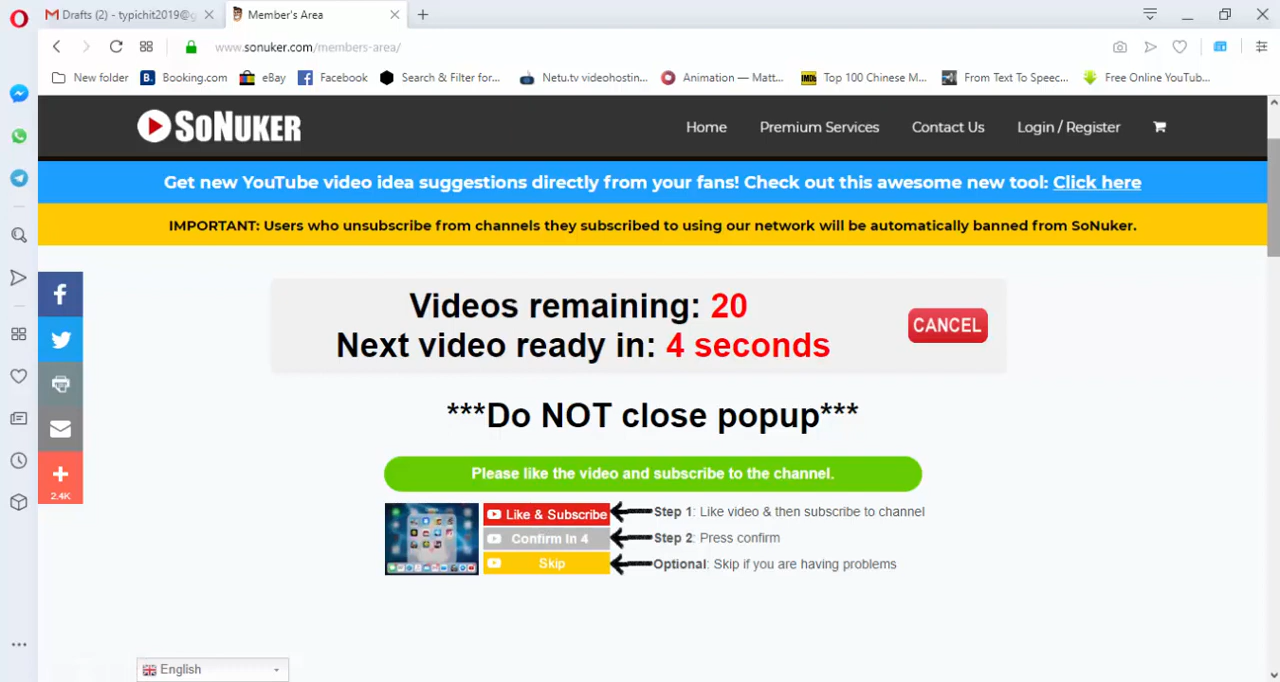 Drafts (2) - typichit2019@g
Member's Area
www.sonuker.com/members-area/
New folder
B. Booking.com
eBay
Facebook
Search & Filter for...
Netu.tv videohostin...
Animation — Matt...
IMDb Top 100 Chinese M...
From Text To Speec...
Free Online YouTub...
SONUKER
Home
Premium Services
Contact Us
Login / Register
Get new YouTube video idea suggestions directly from your fans! Check out this awesome new tool: Click here
IMPORTANT: Users who unsubscribe from channels they subscribed to using our network will be automatically banned from SoNuker.
Videos remaining: 20
Next video ready in: 4 seconds
CANCEL
***Do NOT close popup***
Please like the video and subscribe to the channel.
Like & Subscribe
Step 1: Like video & then subscribe to channel
Confirm In 4
Step 2: Press confirm
Skip
Optional: Skip if you are having problems
2.4K
English